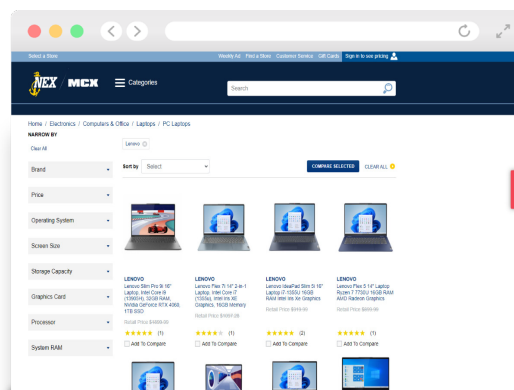 Select a Store
Weekly Ad Find a Store Customer Service Gift Cards Sign in to see pricing
NEX / MCX
Categories
Search
Home / Electronics / Computers & Office / Laptops / PC Laptops
NARROW BY
Clear All
Lenovo
Sort by Select
COMPARE SELECTED
CLEAR ALL
Brand
Price
Operating System
Screen Size
Storage Capacity
Graphics Card
Processor
System RAM
LENOVO
Lenovo Slim Pro 9i 16"
Laptop, Intel Core i9
(13905H), 32GB RAM,
NVidia GeForce RTX 4060,
1TB SSD
Retail Price
(1)
Add To Compare
LENOVO
Lenovo Flex 7i 14" 2-in-1
Laptop, Intel Core i7
(1355u), Intel Iris XE
Graphics, 16GB Memory
Retail Price
(1)
Add To Compare
LENOVO
Lenovo IdeaPad Slim 5i 16"
Laptop i7-1355U 16GB
RAM Intel Iris Xe Graphics
Retail Price
(2)
Add To Compare
LENOVO
Lenovo Flex 5 14" Laptop
Ryzen 7 7730U 16GB RAM
AMD Radeon Graphics
Retail Price
(1)
Add To Compare